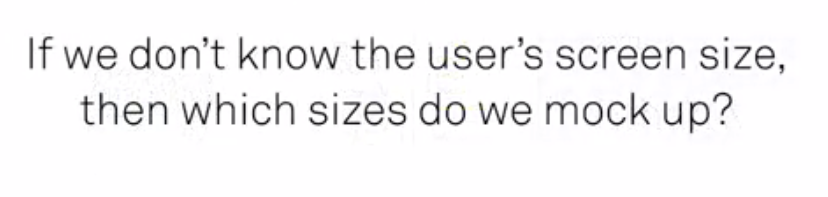 If we don't know the user's screen size,
then which sizes do we mock up?